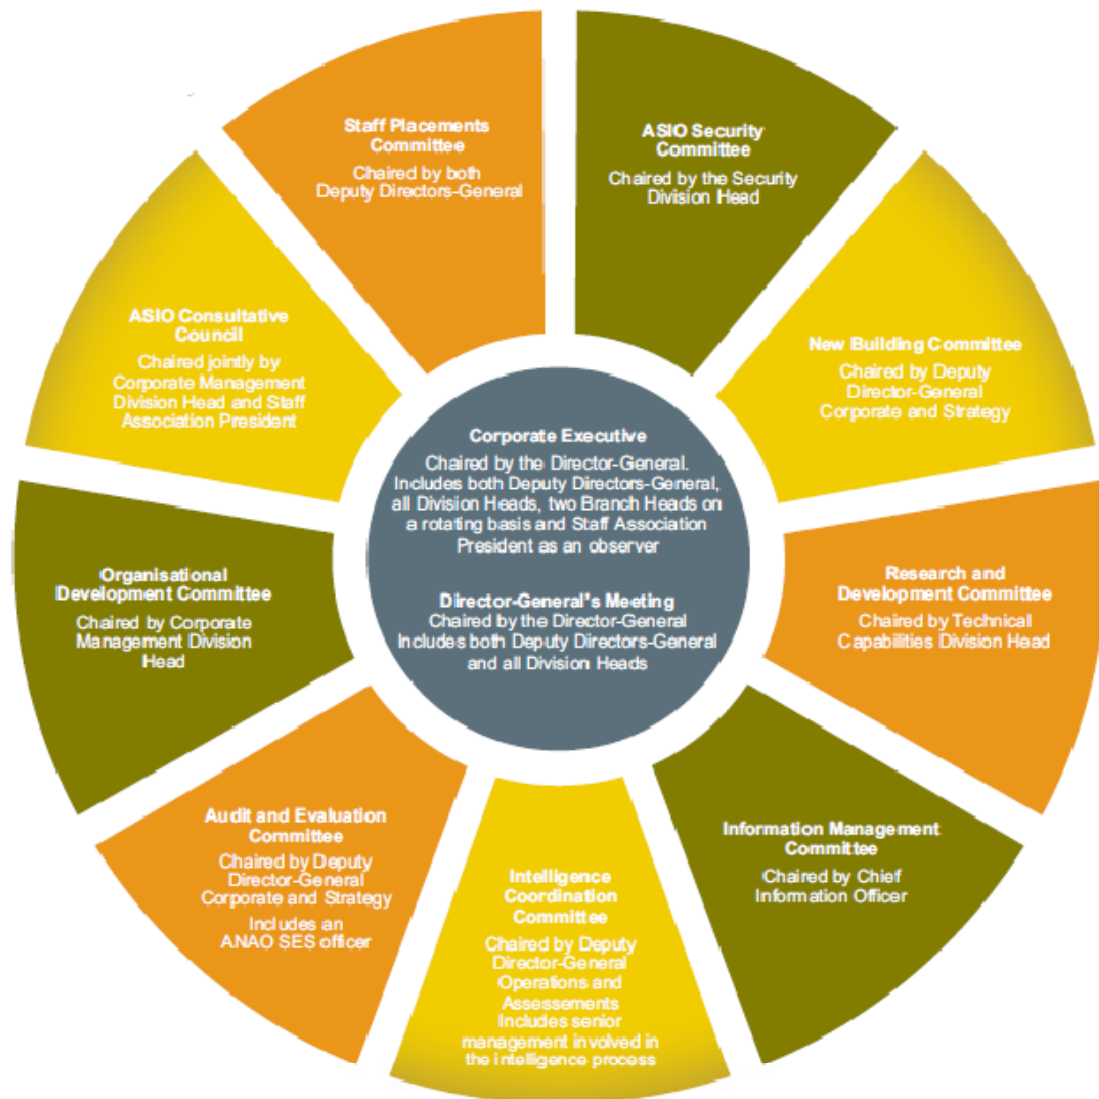 Staff Placements
Committee
Chaired by both
Deputy Directors-General
ASIO Security
Committee
Chaired by the Security
Division Head
New Building Committee
Chaired by Deputy
Director-General
Corporate and Strategy
Research and
Development Committee
Chaired by Technical
Capabilities Division Head
Information Management
Committee
Chaired by Chief
Information Officer
Intelligence
Coordination
Committee
Chaired by Deputy
Director-General
Operations and
Assessements
Includes senior
management involved in
the intelligence process
Audit and Evaluation
Committee
Chaired by Deputy
Director-General
Corporate and Strategy
Includes an
ANAO SES officer
Organisational
Development Committee
Chaired by Corporate
Management Division
Head
ASIO Consultative
Council
Chaired jointly by
Corporate Management
Division Head and Staff
Association President
Corporate Executive
Chaired by the Director-General.
Includes both Deputy Directors-General,
all Division Heads, two Branch Heads on
a rotating basis and Staff Association
President as an observer
Director-General's Meeting
Chaired by the Director-General
Includes both Deputy Directors-General
and all Division Heads